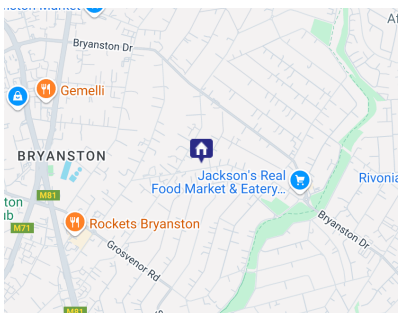 Market
Bryanston Dr
Gemelli
BRYANSTON
Jackson's Real
Food Market & Eatery...
Rivonia
M81
Rockets Bryanston
M71
Bryanston Dr
Grosvenor Rd
M81